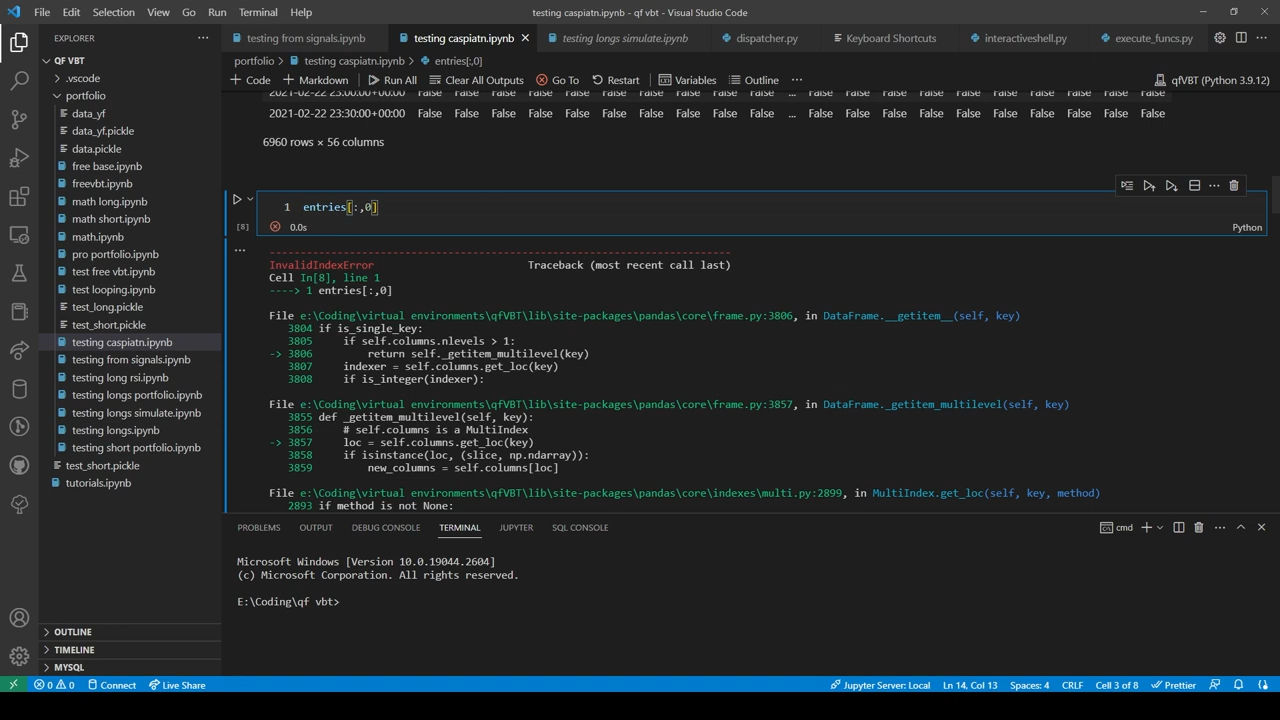 File Edit Selection View Go Run Terminal Help
testing caspiatn.ipynb - qf vbt - Visual Studio Code
EXPLORER
testing from signals.ipynb
testing caspiatn.ipynb
testing longs simulate.ipynb
dispatcher.py
Keyboard Shortcuts
interactiveshell.py
execute_funcs.py
QF VBT
.vscode
portfolio
data_yf
data_yf.pickle
data.pickle
free base.ipynb
freevbt.ipynb
math long.ipynb
math short.ipynb
math.ipynb
pro portfolio.ipynb
test free vbt.ipynb
test looping.ipynb
test_long.pickle
test_short.pickle
testing caspiatn.ipynb
testing from signals.ipynb
testing long rsi.ipynb
testing longs portfolio.ipynb
testing longs simulate.ipynb
testing longs.ipynb
testing short portfolio.ipynb
test_short.pickle
tutorials.ipynb
OUTLINE
TIMELINE
MYSQL
portfolio > testing caspiatn.ipynb > entries[:,0]
+ Code + Markdown Run All Clear All Outputs Go To Restart Variables Outline ...
qfVBT (Python 3.9.12)
2021-02-22 23:00:00+00:00 False False False False False False False False ... False False False False False False False False False
2021-02-22 23:30:00+00:00 False False False False False False False False ... False False False False False False False False False
6960 rows × 56 columns
1 entries[:,0]
[8] 0.0s
Python
---------------------------------------------------------------------------
InvalidIndexError Traceback (most recent call last)
Cell In[8], line 1
----> 1 entries[:,0]
File e:\Coding\virtual environments\qfVBT\lib\site-packages\pandas\core\frame.py:3806, in DataFrame.__getitem__(self, key)
3804 if is_single_key:
3805 if self.columns.nlevels > 1:
-> 3806 return self._getitem_multilevel(key)
3807 indexer = self.columns.get_loc(key)
3808 if is_integer(indexer):
File e:\Coding\virtual environments\qfVBT\lib\site-packages\pandas\core\frame.py:3857, in DataFrame._getitem_multilevel(self, key)
3855 def _getitem_multilevel(self, key):
3856 # self.columns is a MultiIndex
-> 3857 loc = self.columns.get_loc(key)
3858 if isinstance(loc, (slice, np.ndarray)):
3859 new_columns = self.columns[loc]
File e:\Coding\virtual environments\qfVBT\lib\site-packages\pandas\core\indexes\multi.py:2899, in MultiIndex.get_loc(self, key, method)
2893 if method is not None:
PROBLEMS OUTPUT DEBUG CONSOLE TERMINAL JUPYTER SQL CONSOLE
cmd
Microsoft Windows [Version 10.0.19044.2604]
(c) Microsoft Corporation. All rights reserved.
E:\Coding\qf vbt>
0 0 Connect Live Share
Jupyter Server: Local Ln 14, Col 13 Spaces: 4 CRLF Cell 3 of 8 Prettier